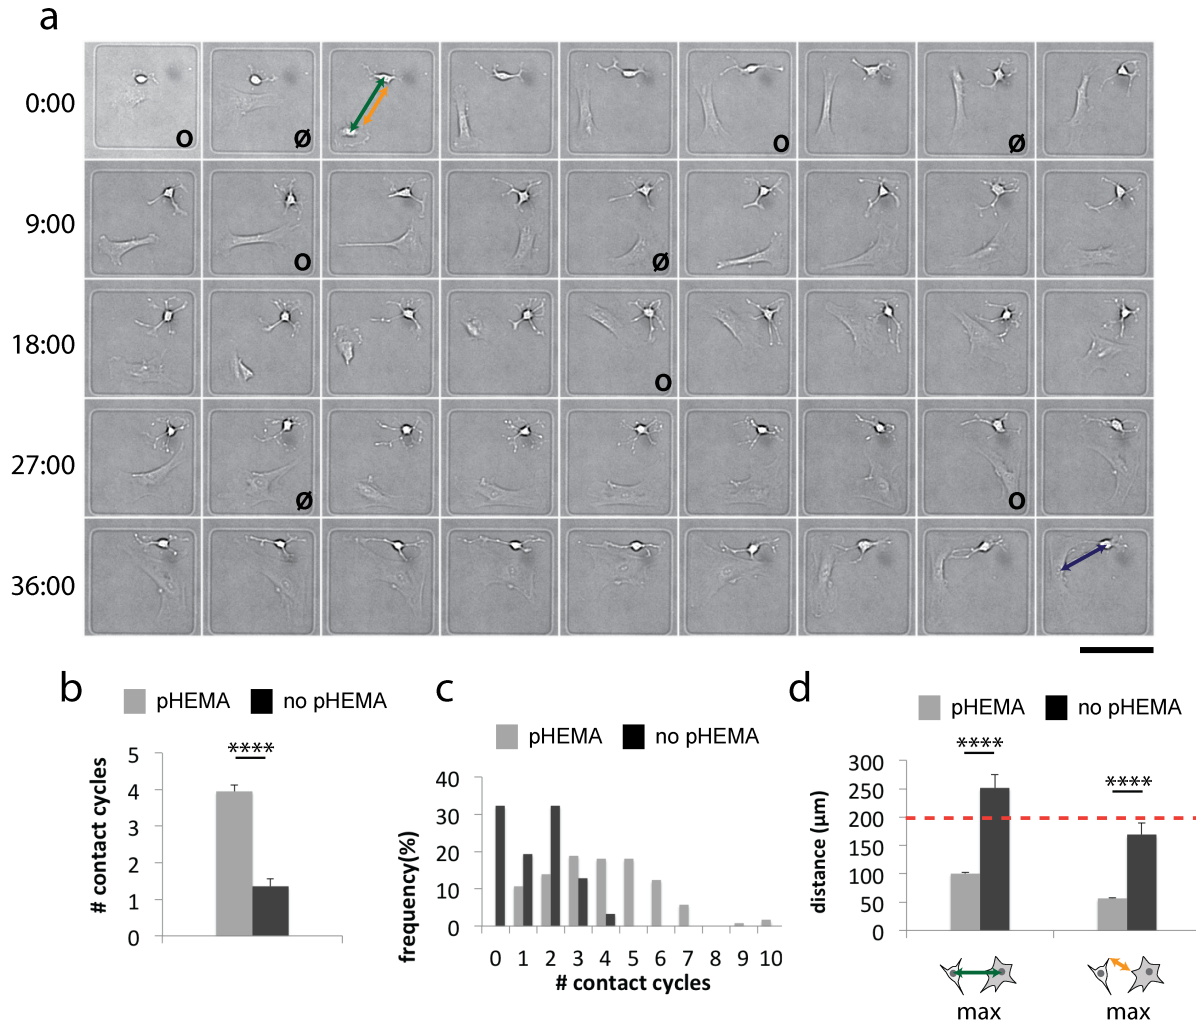 a
0:00
O Ø O Ø
9:00
O Ø
18:00
O
27:00
Ø O
36:00
b
pHEMA no pHEMA
****
5
4
3
2
1
0
# contact cycles
c
pHEMA no pHEMA
40
30
20
10
0
frequency(%)
0 1 2 3 4 5 6 7 8 9 10
# contact cycles
d
pHEMA no pHEMA
****
****
300
250
200
150
100
50
0
distance (µm)
max max